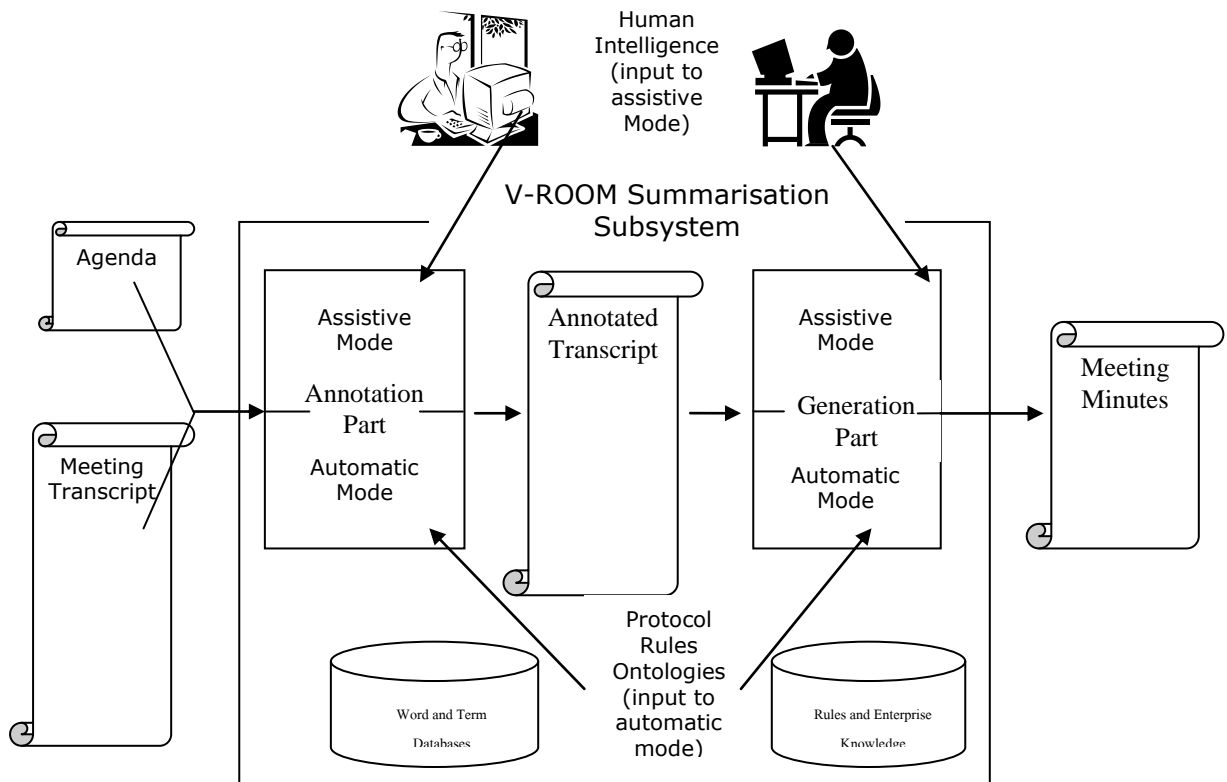 Human
Intelligence
(input to
assistive
Mode)
V-ROOM Summarisation
Subsystem
Agenda
Meeting
Transcript
Assistive
Mode
Annotation
Part
Automatic
Mode
Annotated
Transcript
Assistive
Mode
Generation
Part
Automatic
Mode
Meeting
Minutes
Protocol
Rules
Ontologies
(input to
automatic
mode)
Word and Term
Databases
Rules and Enterprise
Knowledge